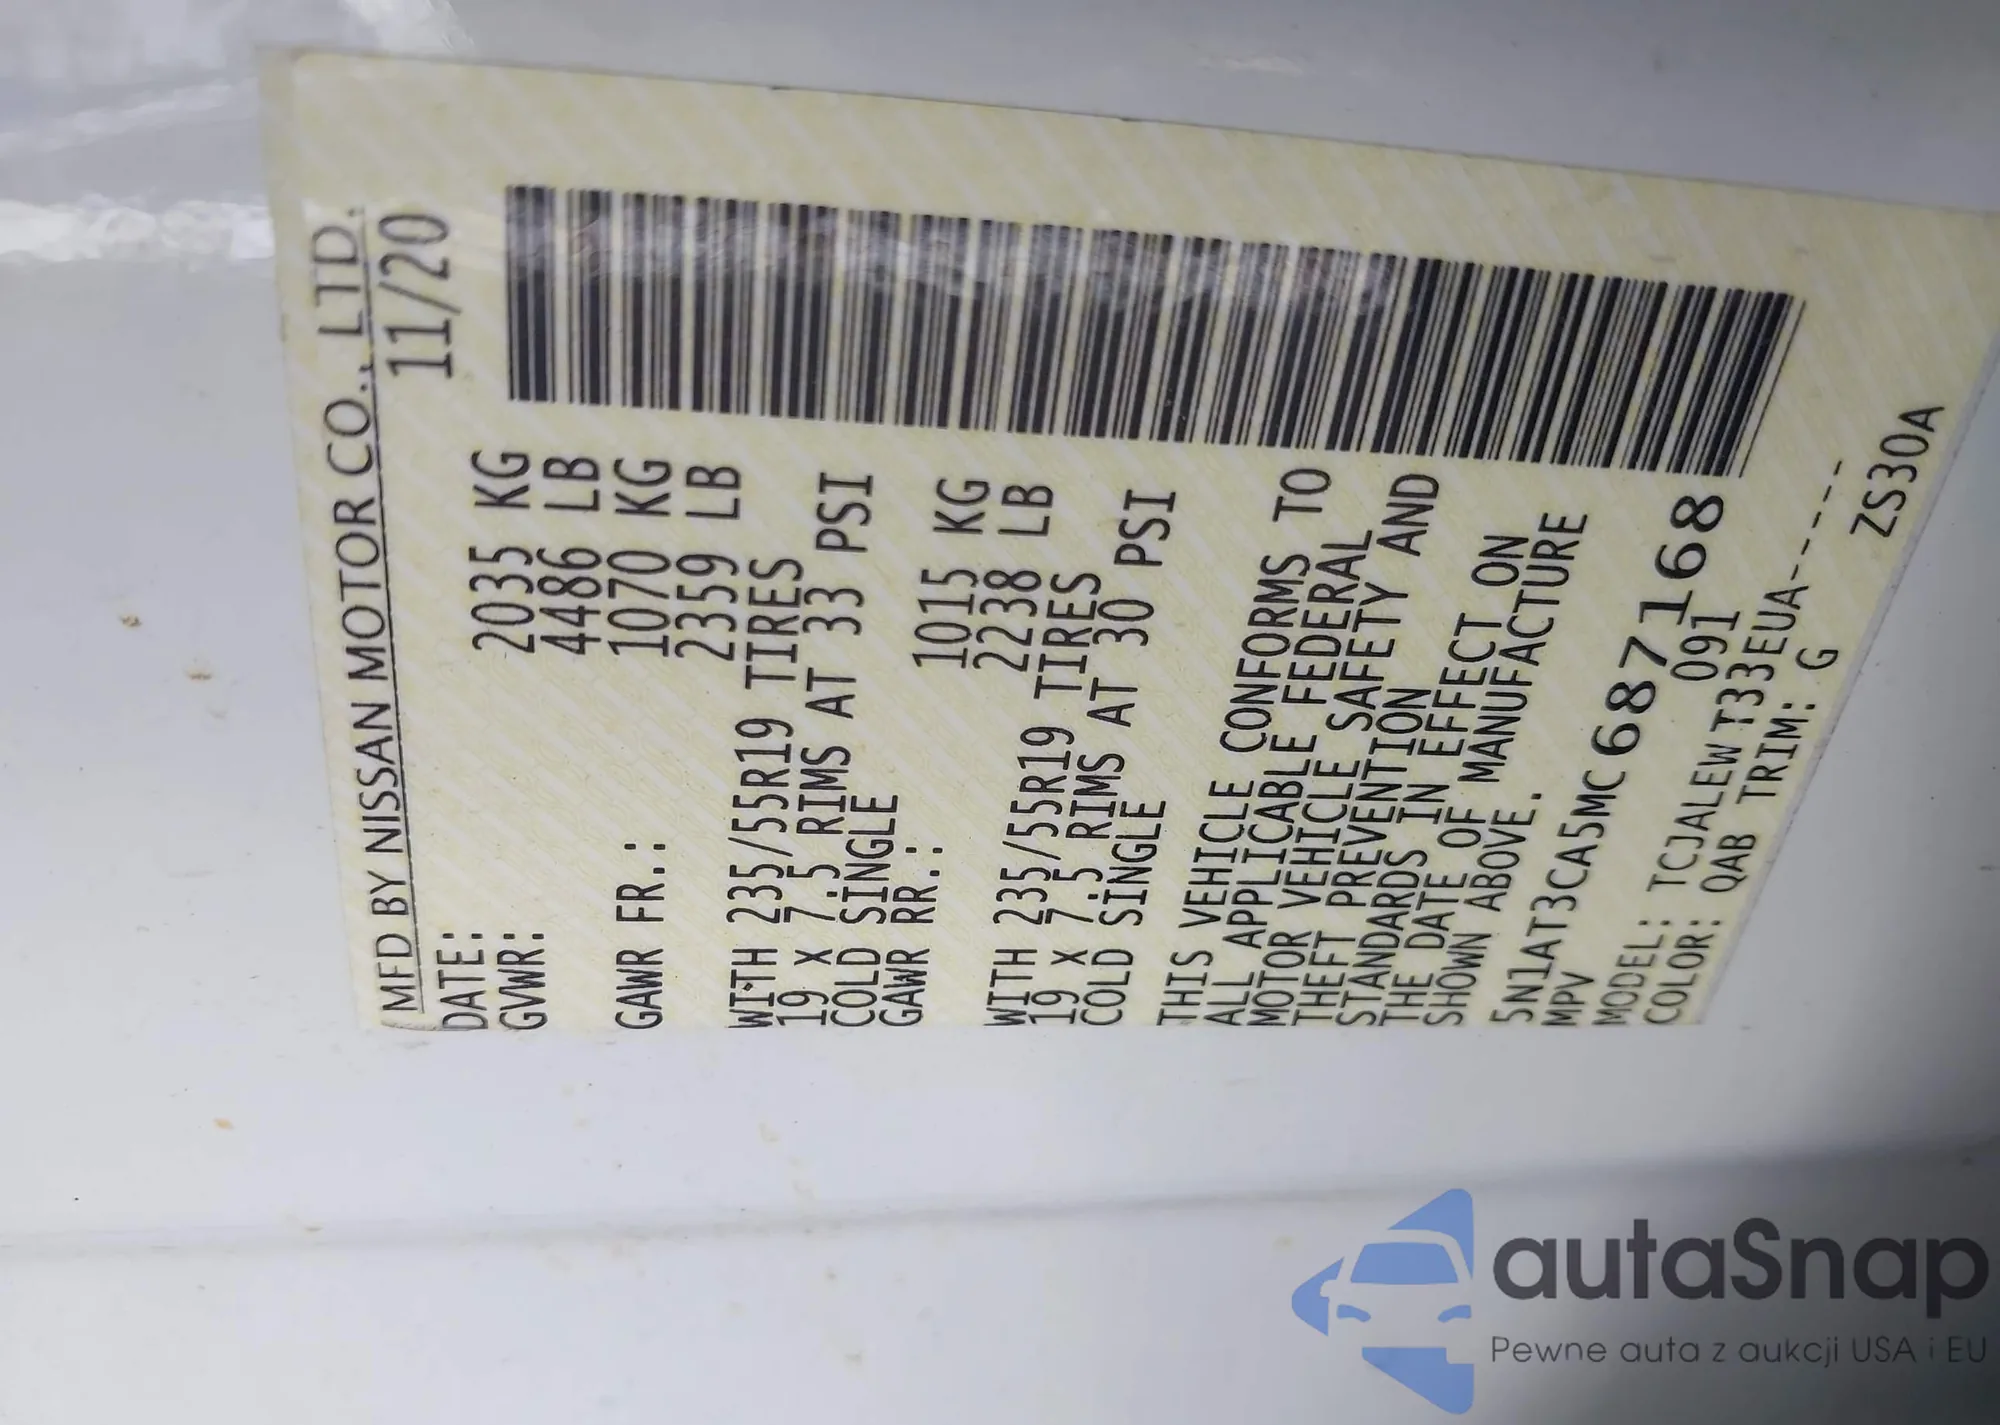 MFD BY NISSAN MOTOR CO., LTD.
DATE: 11/20
GVWR: 2035 KG
4486 LB
GAWR FR.: 1070 KG
2359 LB
WITH 235/55R19 TIRES
19 X 7.5 RIMS AT 33 PSI
COLD SINGLE
GAWR RR.: 1015 KG
2238 LB
WITH 235/55R19 TIRES
19 X 7.5 RIMS AT 30 PSI
COLD SINGLE
THIS VEHICLE CONFORMS TO
ALL APPLICABLE FEDERAL
MOTOR VEHICLE SAFETY AND
THEFT PREVENTION
STANDARDS IN EFFECT ON
THE DATE OF MANUFACTURE
SHOWN ABOVE.
5N1AT3CA5MC687168
MPV 091
MODEL: TCJALEWT33EUA-----
COLOR: QAB TRIM: G
ZS30A
autaSnap
Pewne auta z aukcji USA i EU